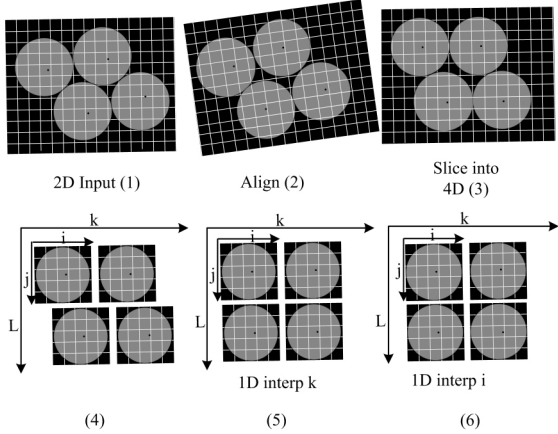 2D Input (1)
Align (2)
Slice into
4D (3)
k
i
j
L
(4)
k
i
j
L
1D interp k
(5)
k
i
j
L
1D interp i
(6)